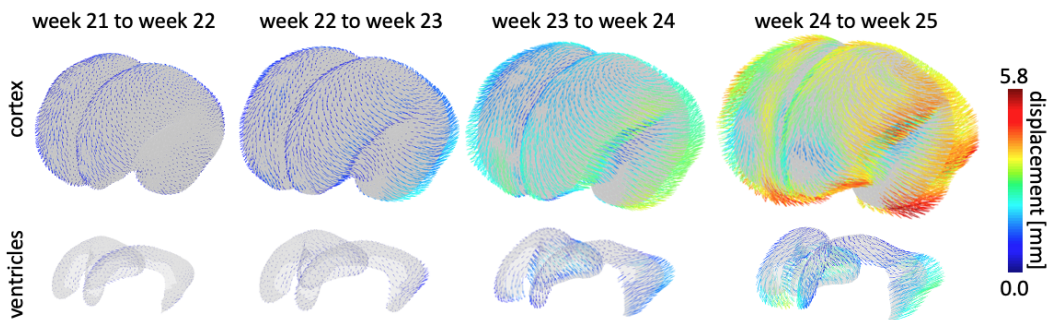 week 21 to week 22
week 22 to week 23
week 23 to week 24
week 24 to week 25
cortex
ventricles
5.8
displacement [mm]
0.0